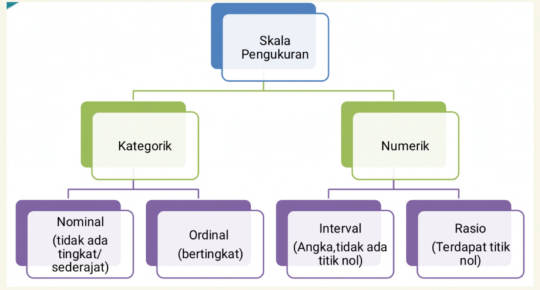 Skala
Pengukuran
Kategorik
Numerik
Nominal
(tidak ada
tingkat/
sederajat)
Ordinal
(bertingkat)
Interval
(Angka,tidak ada
titik nol)
Rasio
(Terdapat titik
nol)